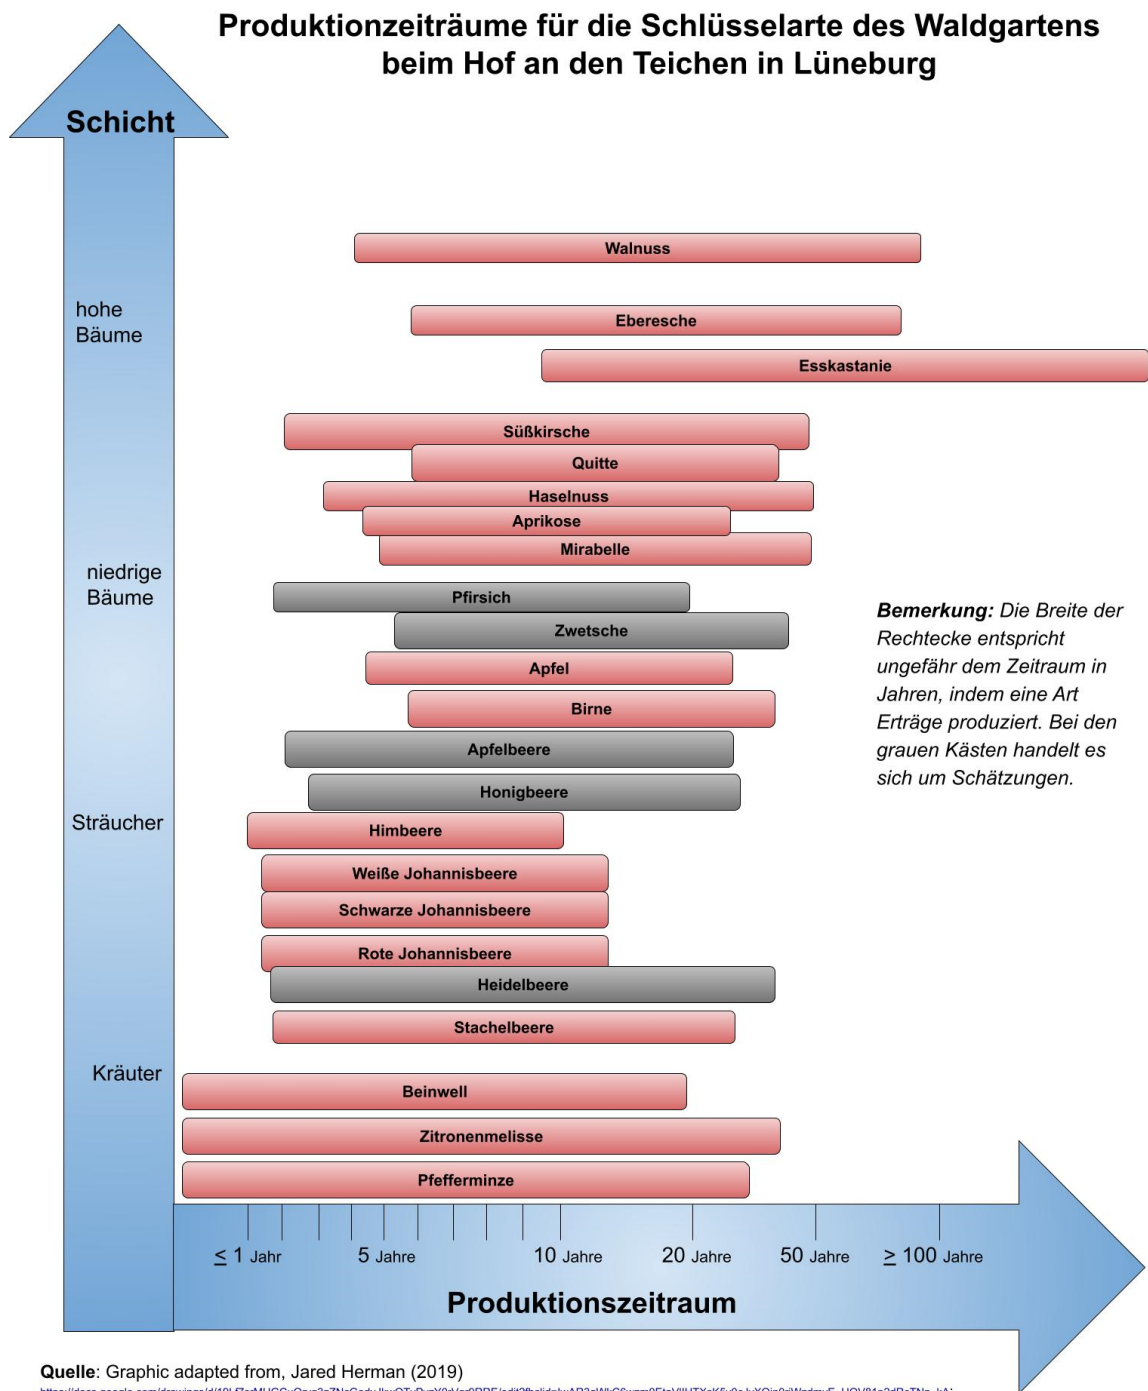 Produktionzeiträume für die Schlüsselarte des Waldgartens
beim Hof an den Teichen in Lüneburg
Schicht
Walnuss
hohe
Bäume
Eberesche
Esskastanie
Süßkirsche
Quitte
Haselnuss
Aprikose
Mirabelle
niedrige
Bäume
Pfirsich
Zwetsche
Apfel
Birne
Apfelbeere
Honigbeere
Bemerkung: Die Breite der
Rechtecke entspricht
ungefähr dem Zeitraum in
Jahren, indem eine Art
Erträge produziert. Bei den
grauen Kästen handelt es
sich um Schätzungen.
Sträucher
Himbeere
Weiße Johannisbeere
Schwarze Johannisbeere
Rote Johannisbeere
Heidelbeere
Stachelbeere
Kräuter
Beinwell
Zitronenmelisse
Pfefferminze
≤ 1 Jahr 5 Jahre 10 Jahre 20 Jahre 50 Jahre ≥ 100 Jahre
Produktionszeitraum
Quelle: Graphic adapted from, Jared Herman (2019)